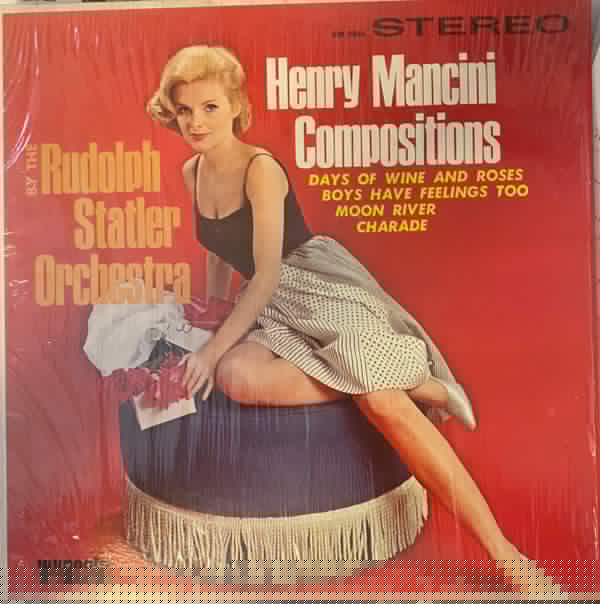 STEREO
Henry Mancini
Compositions
DAYS OF WINE AND ROSES
BOYS HAVE FEELINGS TOO
MOON RIVER
CHARADE
BY THE
Rudolph
Statler
Orchestra